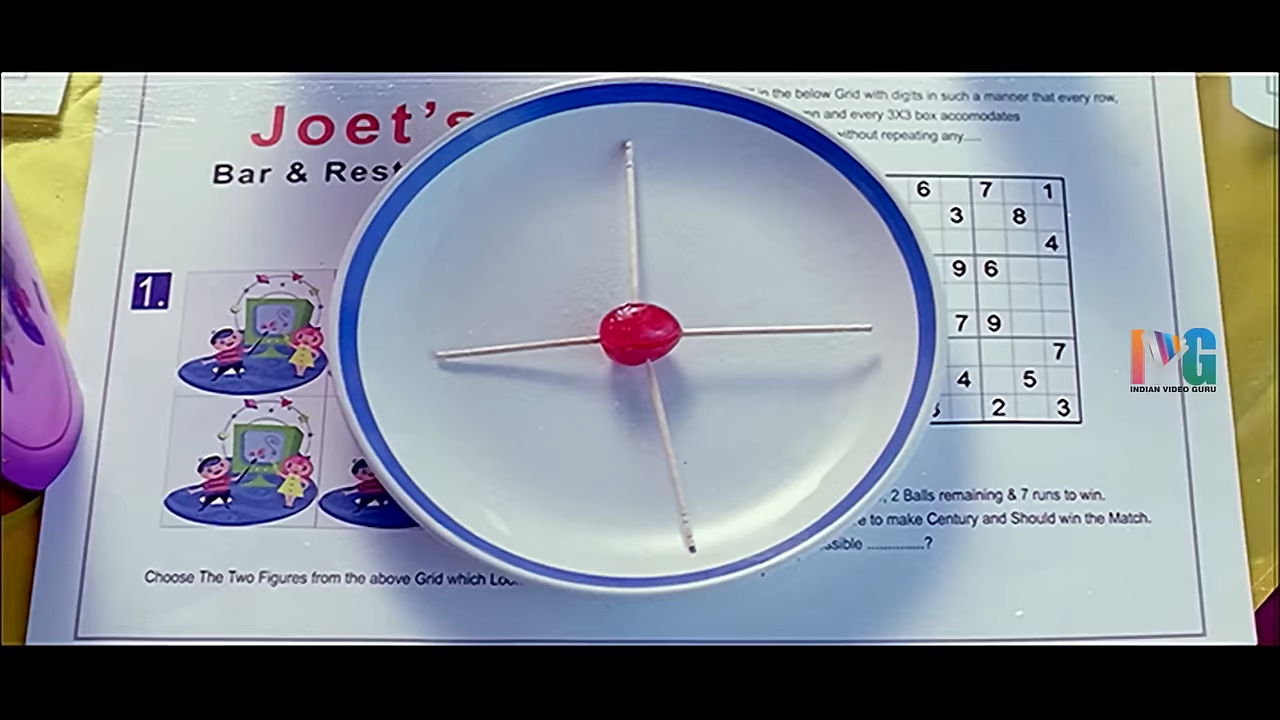 Joet's
Bar & Rest
in the below Grid with digits in such a manner that every row,
and every 3X3 box accomodates
without repeating any.....
1.
6 7 1
3 8
4
9 6
7 9
7
4 5
2 3
, 2 Balls remaining & 7 runs to win.
to make Century and Should win the Match.
..............?
Choose The Two Figures from the above Grid which
IVG
INDIAN VIDEO GURU